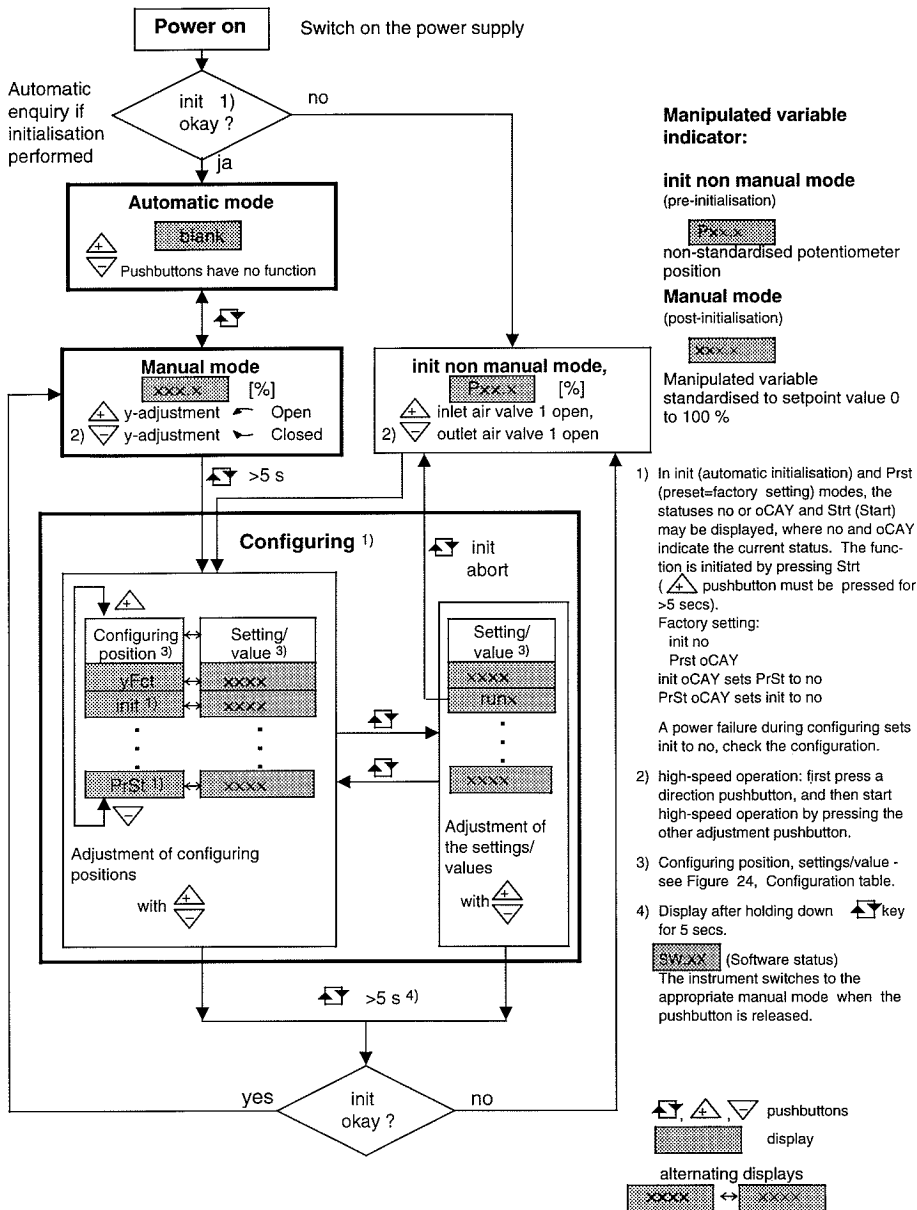 Power on
Switch on the power supply
Automatic
enquiry if
initialisation
performed
init 1)
okay ?
no
ja
Automatic mode
blank
+
−
Pushbuttons have no function
Manual mode
xxx.x [%]
+ y-adjustment Open
2) − y-adjustment Closed
init non manual mode,
Pxx.x [%]
+ inlet air valve 1 open,
2) − outlet air valve 1 open
>5 s
Configuring 1)
init
abort
+
Configuring
position 3)
Setting/
value 3)
yFct ↔ xxxx
init 1) ↔ xxxx
PrSt 1) ↔ xxxx
−
Adjustment of configuring
positions
with +
−
Setting/
value 3)
xxxx
runx
xxxx
Adjustment of
the settings/
values
with +
−
>5 s 4)
init
okay ?
yes
no
Manipulated variable
indicator:
init non manual mode
(pre-initialisation)
Pxx.x
non-standardised potentiometer
position
Manual mode
(post-initialisation)
xxx.x
Manipulated variable
standardised to setpoint value 0
to 100 %
1) In init (automatic initialisation) and Prst
(preset=factory setting) modes, the
statuses no or oCAY and Strt (Start)
may be displayed, where no and oCAY
indicate the current status. The func-
tion is initiated by pressing Strt
( + pushbutton must be pressed for
>5 secs).
Factory setting:
init no
Prst oCAY
init oCAY sets PrSt to no
PrSt oCAY sets init to no
A power failure during configuring sets
init to no, check the configuration.
2) high-speed operation: first press a
direction pushbutton, and then start
high-speed operation by pressing the
other adjustment pushbutton.
3) Configuring position, settings/value -
see Figure 24, Configuration table.
4) Display after holding down key
for 5 secs.
SW.xx (Software status)
The instrument switches to the
appropriate manual mode when the
pushbutton is released.
, + , − pushbuttons
display
alternating displays
xxxx ↔ xxxx